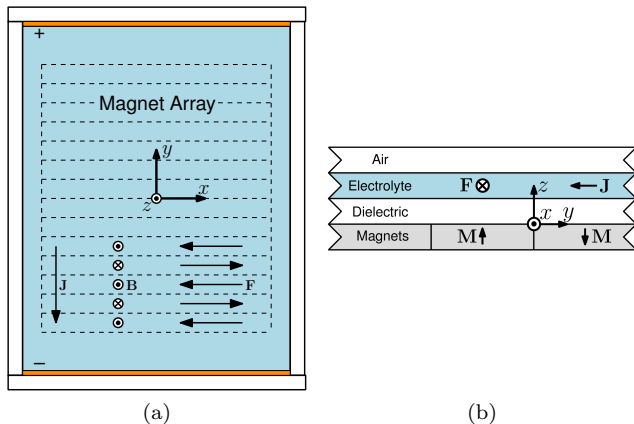 +
Magnet Array
y
x
z
J
B
F
−
(a)
Air
Electrolyte F z J
Dielectric
x y
Magnets M M
(b)